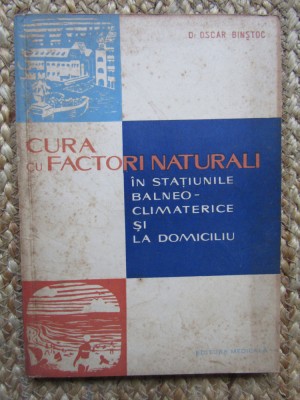 Dr OSCAR BINȘTOC
CURA
CU FACTORI NATURALI
ÎN STAȚIUNILE
BALNEO-
CLIMATERICE
ȘI
LA DOMICILIU
EDITURA MEDICALĂ